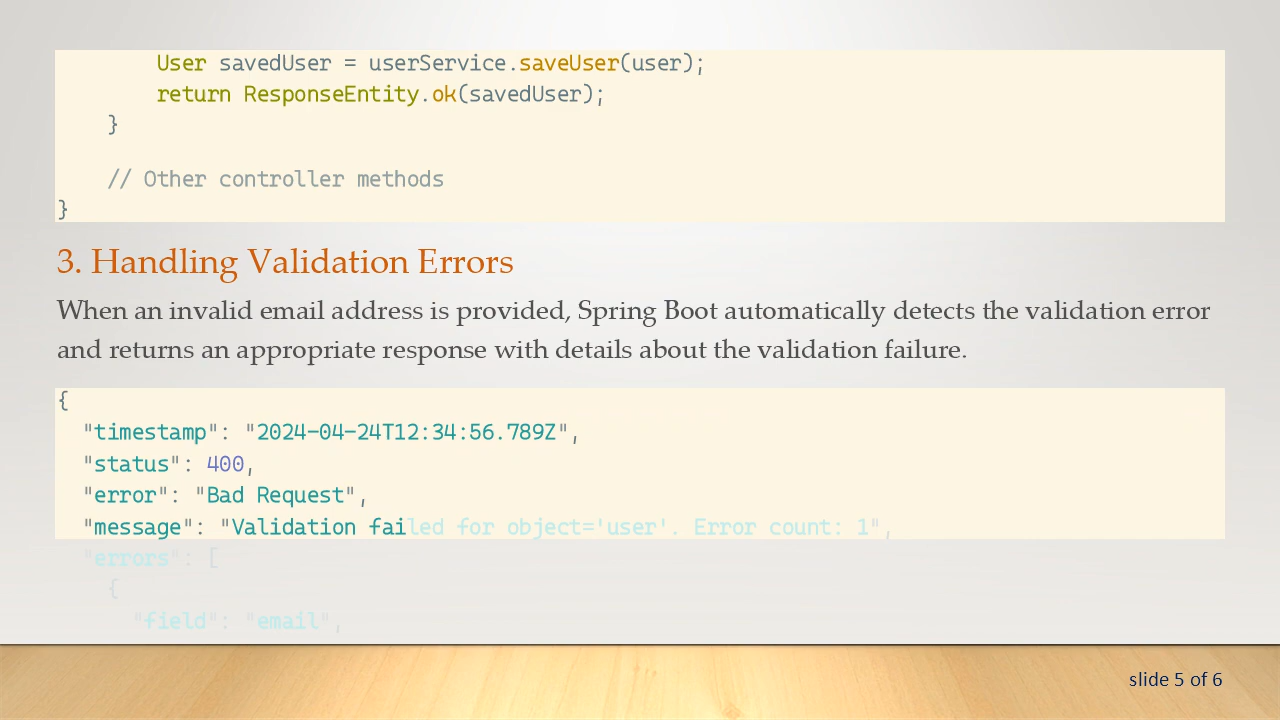 User savedUser = userService.saveUser(user);
        return ResponseEntity.ok(savedUser);
    }
    // Other controller methods
}
3. Handling Validation Errors
When an invalid email address is provided, Spring Boot automatically detects the validation error
and returns an appropriate response with details about the validation failure.
{
  "timestamp": "2024-04-24T12:34:56.789Z",
  "status": 400,
  "error": "Bad Request",
  "message": "Validation failed for object='user'. Error count: 1",
  "errors": [
    {
      "field": "email",
slide 5 of 6